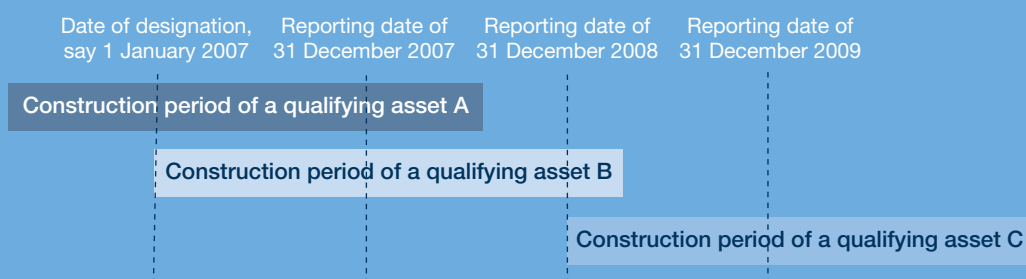 Date of designation,
say 1 January 2007
Reporting date of
31 December 2007
Reporting date of
31 December 2008
Reporting date of
31 December 2009
Construction period of a qualifying asset A
Construction period of a qualifying asset B
Construction period of a qualifying asset C